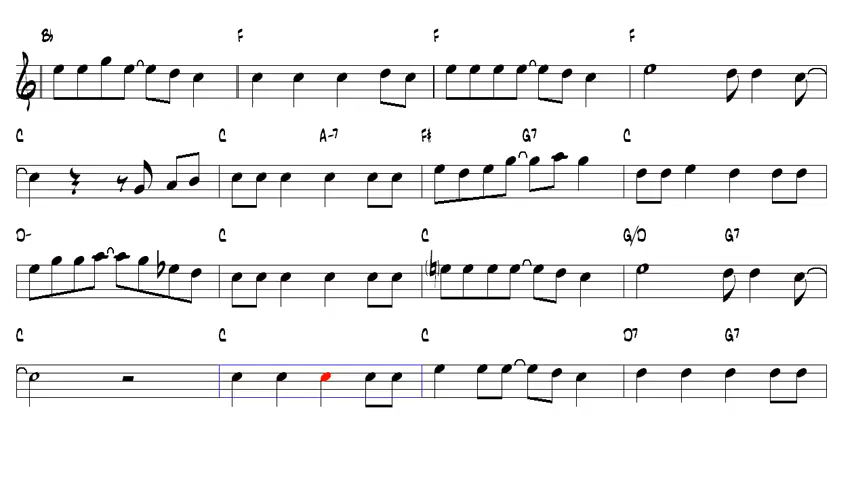 B♭ F F F
C C A-7 F# G7 C
D- C C G/D G7
C C C D7 G7